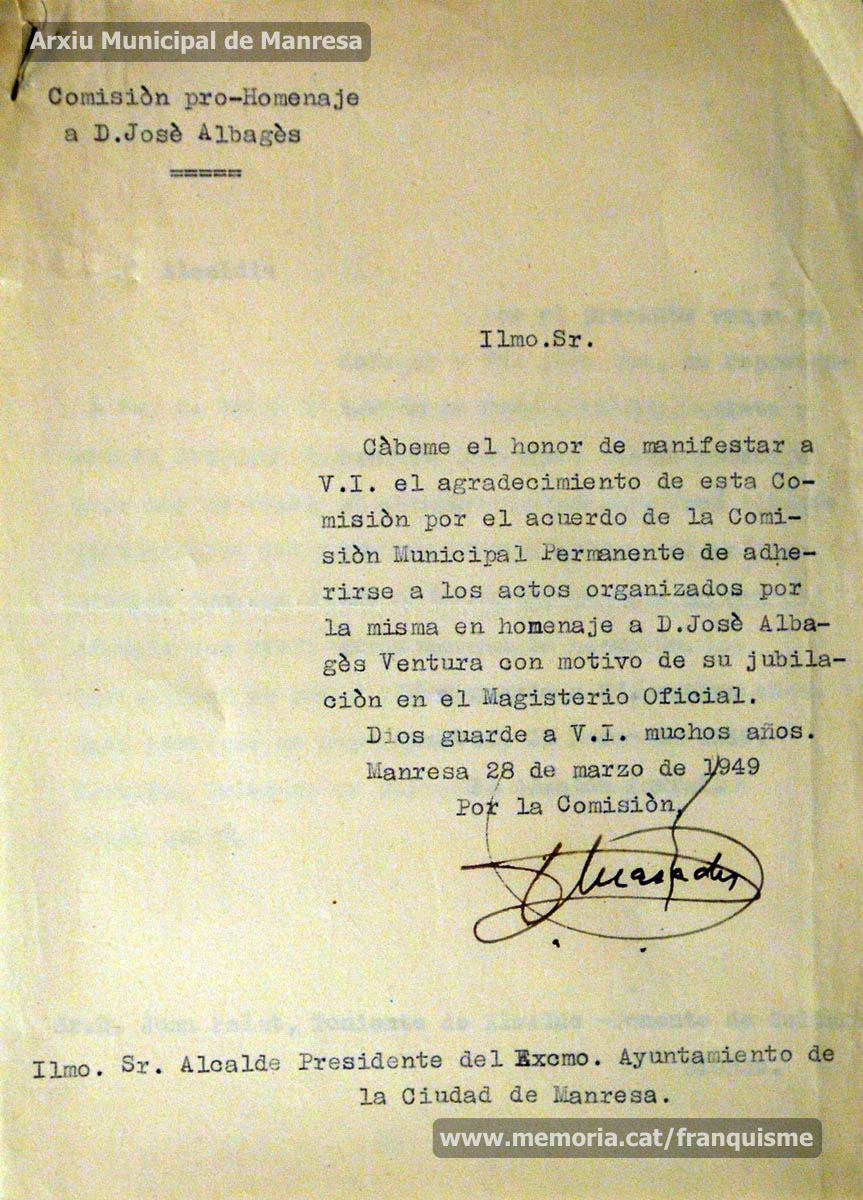 Arxiu Municipal de Manresa
Comisiòn pro-Homenaje
a D.Josè Albagès
=====
Ilmo.Sr.
Càbeme el honor de manifestar a
V.I. el agradecimiento de esta Co-
misiòn por el acuerdo de la Comi-
siòn Municipal Permanente de adhe-
rirse a los actos organizados por
la misma en homenaje a D.Josè Alba-
gès Ventura con motivo de su jubila-
ciòn en el Magisterio Oficial.
Dios guarde a V.I. muchos años.
Manresa 28 de marzo de 1949
Por la Comisiòn,
Ilmo. Sr. Alcalde Presidente del Excmo. Ayuntamiento de
la Ciudad de Manresa.
www.memoria.cat/franquisme